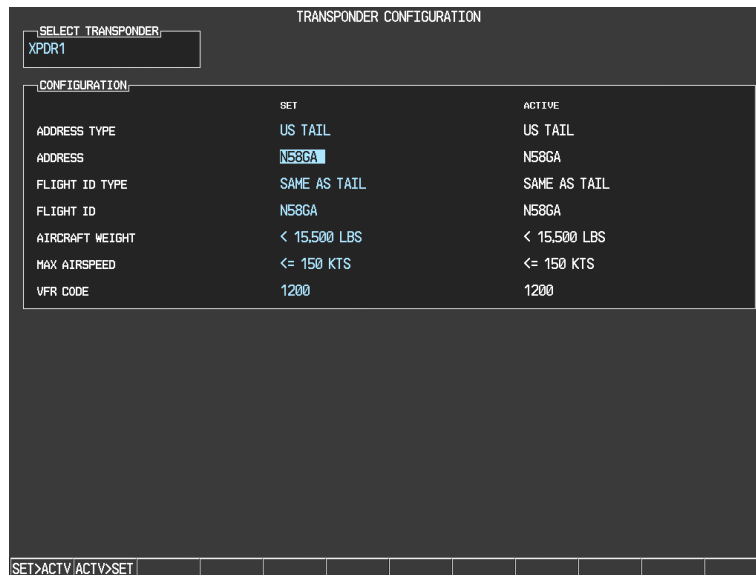 TRANSPONDER CONFIGURATION
SELECT TRANSPONDER
XPDR1
CONFIGURATION
SET ACTIVE
ADDRESS TYPE US TAIL US TAIL
ADDRESS N58GA N58GA
FLIGHT ID TYPE SAME AS TAIL SAME AS TAIL
FLIGHT ID N58GA N58GA
AIRCRAFT WEIGHT < 15,500 LBS < 15,500 LBS
MAX AIRSPEED <= 150 KTS <= 150 KTS
VFR CODE 1200 1200
SET>ACTV ACTV>SET